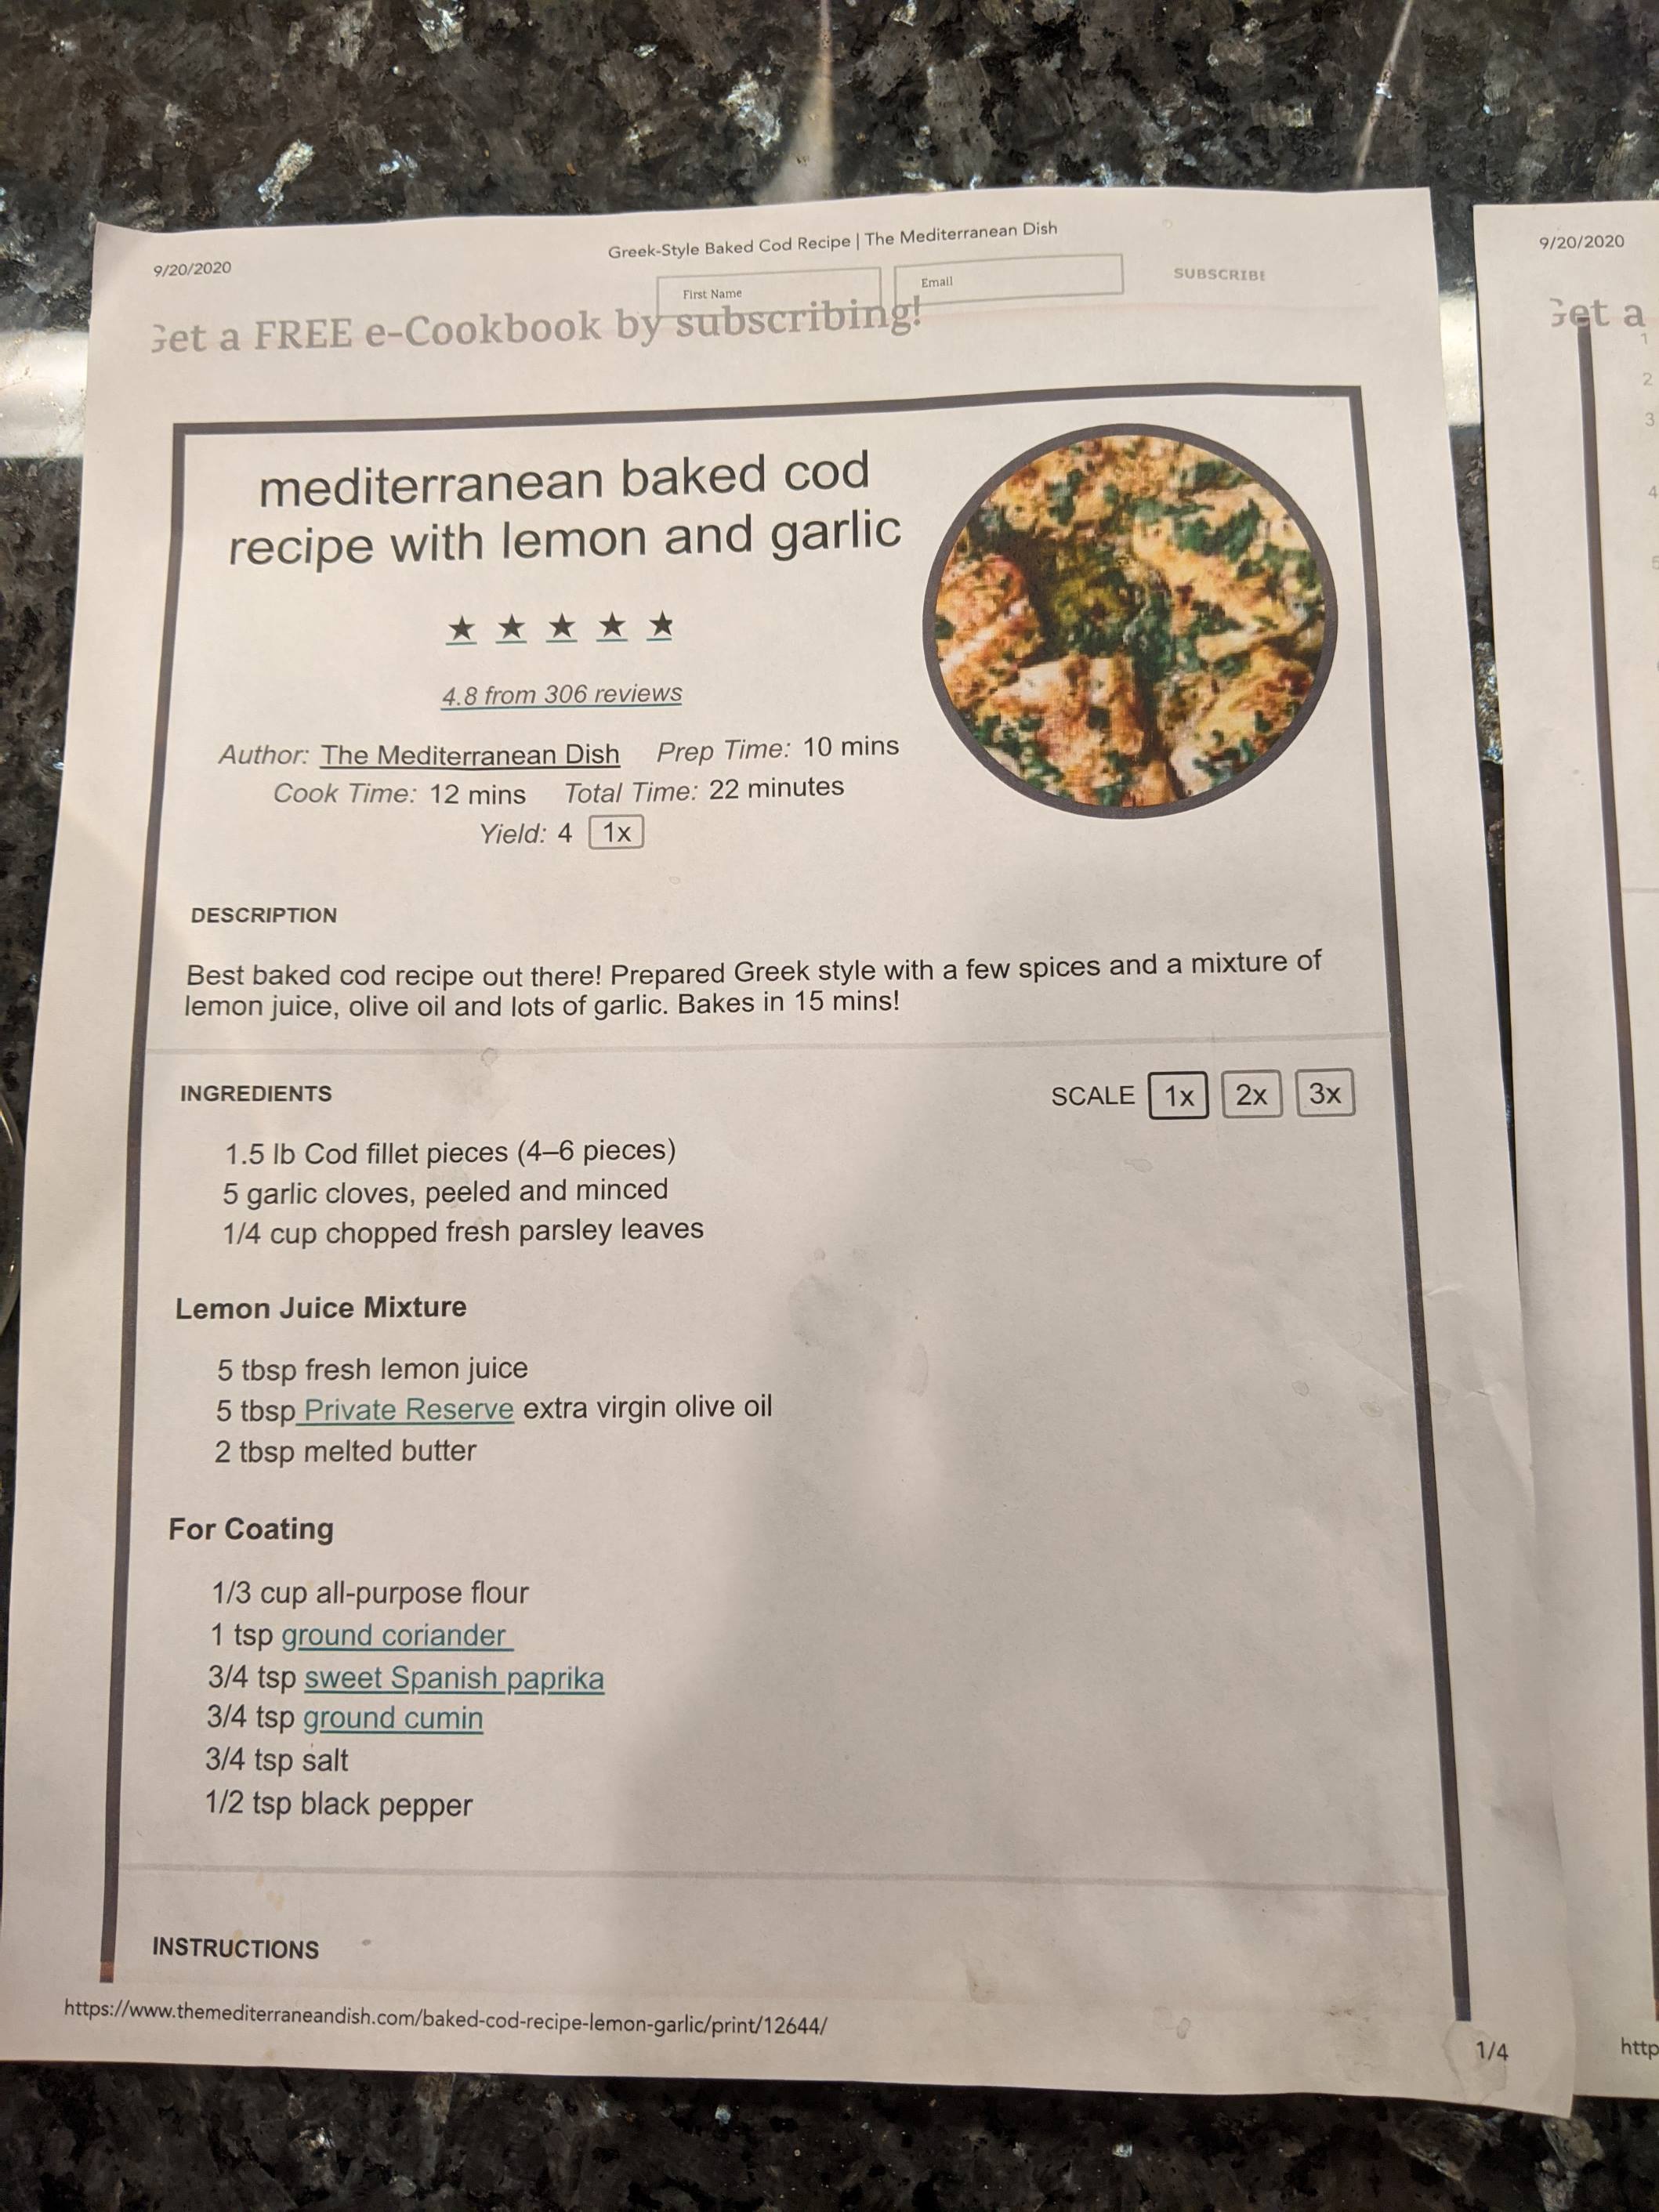 9/20/2020
Greek-Style Baked Cod Recipe | The Mediterranean Dish
First Name
Email
SUBSCRIBE
Get a FREE e-Cookbook by subscribing!
mediterranean baked cod
recipe with lemon and garlic
★ ★ ★ ★ ★
4.8 from 306 reviews
Author: The Mediterranean Dish Prep Time: 10 mins
Cook Time: 12 mins Total Time: 22 minutes
Yield: 4 1x
DESCRIPTION
Best baked cod recipe out there! Prepared Greek style with a few spices and a mixture of
lemon juice, olive oil and lots of garlic. Bakes in 15 mins!
INGREDIENTS
SCALE 1x 2x 3x
1.5 lb Cod fillet pieces (4–6 pieces)
5 garlic cloves, peeled and minced
1/4 cup chopped fresh parsley leaves
Lemon Juice Mixture
5 tbsp fresh lemon juice
5 tbsp Private Reserve extra virgin olive oil
2 tbsp melted butter
For Coating
1/3 cup all-purpose flour
1 tsp ground coriander
3/4 tsp sweet Spanish paprika
3/4 tsp ground cumin
3/4 tsp salt
1/2 tsp black pepper
INSTRUCTIONS
https://www.themediterraneandish.com/baked-cod-recipe-lemon-garlic/print/12644/
1/4
9/20/2020
Get a
1
2
3
4
5
http